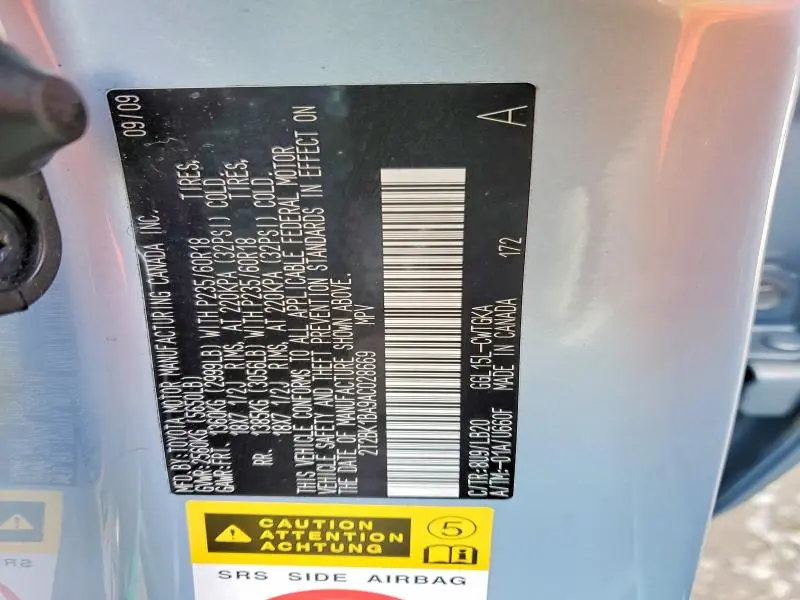 MFD.BY:TOYOTA MOTOR MANUFACTURING CANADA INC. 09/09
GVWR:2560KG (5650LB)
GAWR:FRT 1360KG (2999LB) WITH P235/60R18 TIRES,
18X7 1/2J RIMS, AT 220KPA (32PSI) COLD.
RR. 1385KG (3056LB) WITH P235/60R18 TIRES,
18X7 1/2J RIMS, AT 220KPA (32PSI) COLD.
THIS VEHICLE CONFORMS TO ALL APPLICABLE FEDERAL MOTOR
VEHICLE SAFETY AND THEFT PREVENTION STANDARDS IN EFFECT ON
THE DATE OF MANUFACTURE SHOWN ABOVE.
2T2BK1BA9AC028669 MPV
C/TR:8Q9/LB20 GGL15L-CWTGKA 172
A/TM:-01A/U660F MADE IN CANADA A
CAUTION
ATTENTION
ACHTUNG
5
i
SRS SIDE AIRBAG